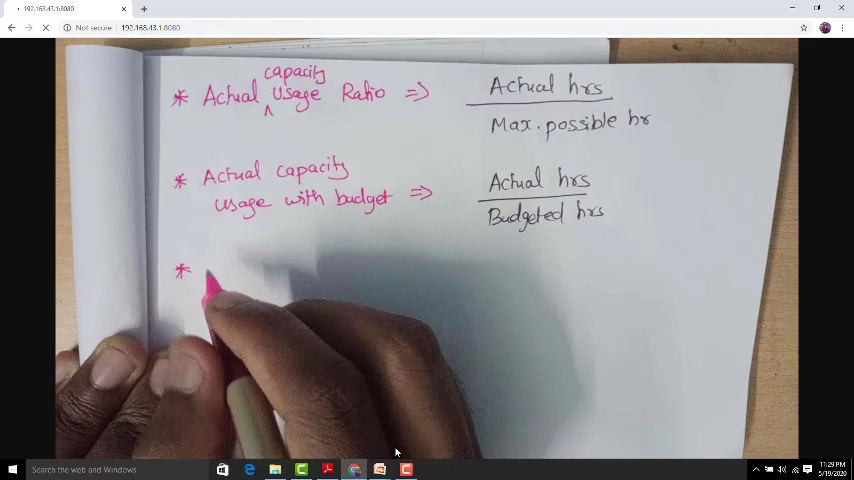 192.168.43.1:8080
Not secure
192.168.43.1:8080
* Actual capacity Usage Ratio => Actual hrs
Max. possible hr
* Actual capacity
usage with budget => Actual hrs
Budgeted hrs
*
Search the web and Windows
11:29 PM
5/19/2020